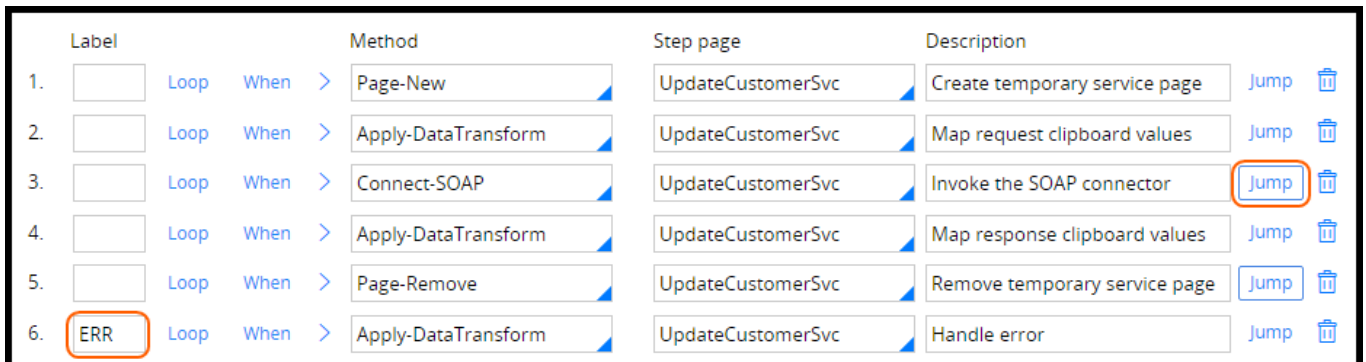 Label Method Step page Description
1. Loop When > Page-New UpdateCustomerSvc Create temporary service page Jump
2. Loop When > Apply-DataTransform UpdateCustomerSvc Map request clipboard values Jump
3. Loop When > Connect-SOAP UpdateCustomerSvc Invoke the SOAP connector Jump
4. Loop When > Apply-DataTransform UpdateCustomerSvc Map response clipboard values Jump
5. Loop When > Page-Remove UpdateCustomerSvc Remove temporary service page Jump
6. ERR Loop When > Apply-DataTransform UpdateCustomerSvc Handle error Jump